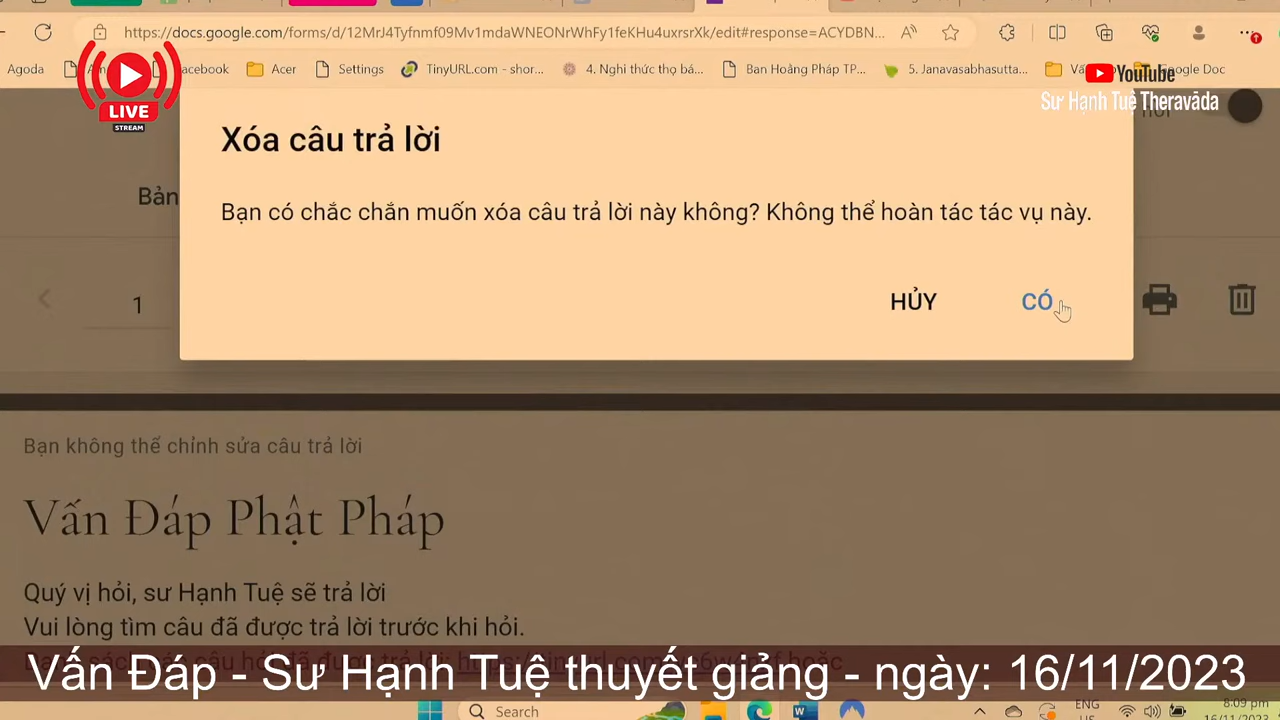 https://docs.google.com/forms/d/12MrJ4Tyfnmf09Mv1mdaWNEONrWhFy1feKHu4uxrsrXk/edit#response=ACYDBN...
Agoda
acebook
Acer
Settings
TinyURL.com - shor...
4. Nghi thức thọ bá...
Ban Hoằng Pháp TP...
5. Janavasabhasutta...
Google Doc
LIVE
STREAM
YouTube
Sư Hạnh Tuệ Theravāda
Xóa câu trả lời
Bản
Bạn có chắc chắn muốn xóa câu trả lời này không? Không thể hoàn tác tác vụ này.
1
HỦY
CÓ
Bạn không thể chỉnh sửa câu trả lời
Vấn Đáp Phật Pháp
Quý vị hỏi, sư Hạnh Tuệ sẽ trả lời
Vui lòng tìm câu đã được trả lời trước khi hỏi.
Vấn Đáp - Sư Hạnh Tuệ thuyết giảng - ngày: 16/11/2023
Search
ENG
US
8:09 pm
16/11/2023